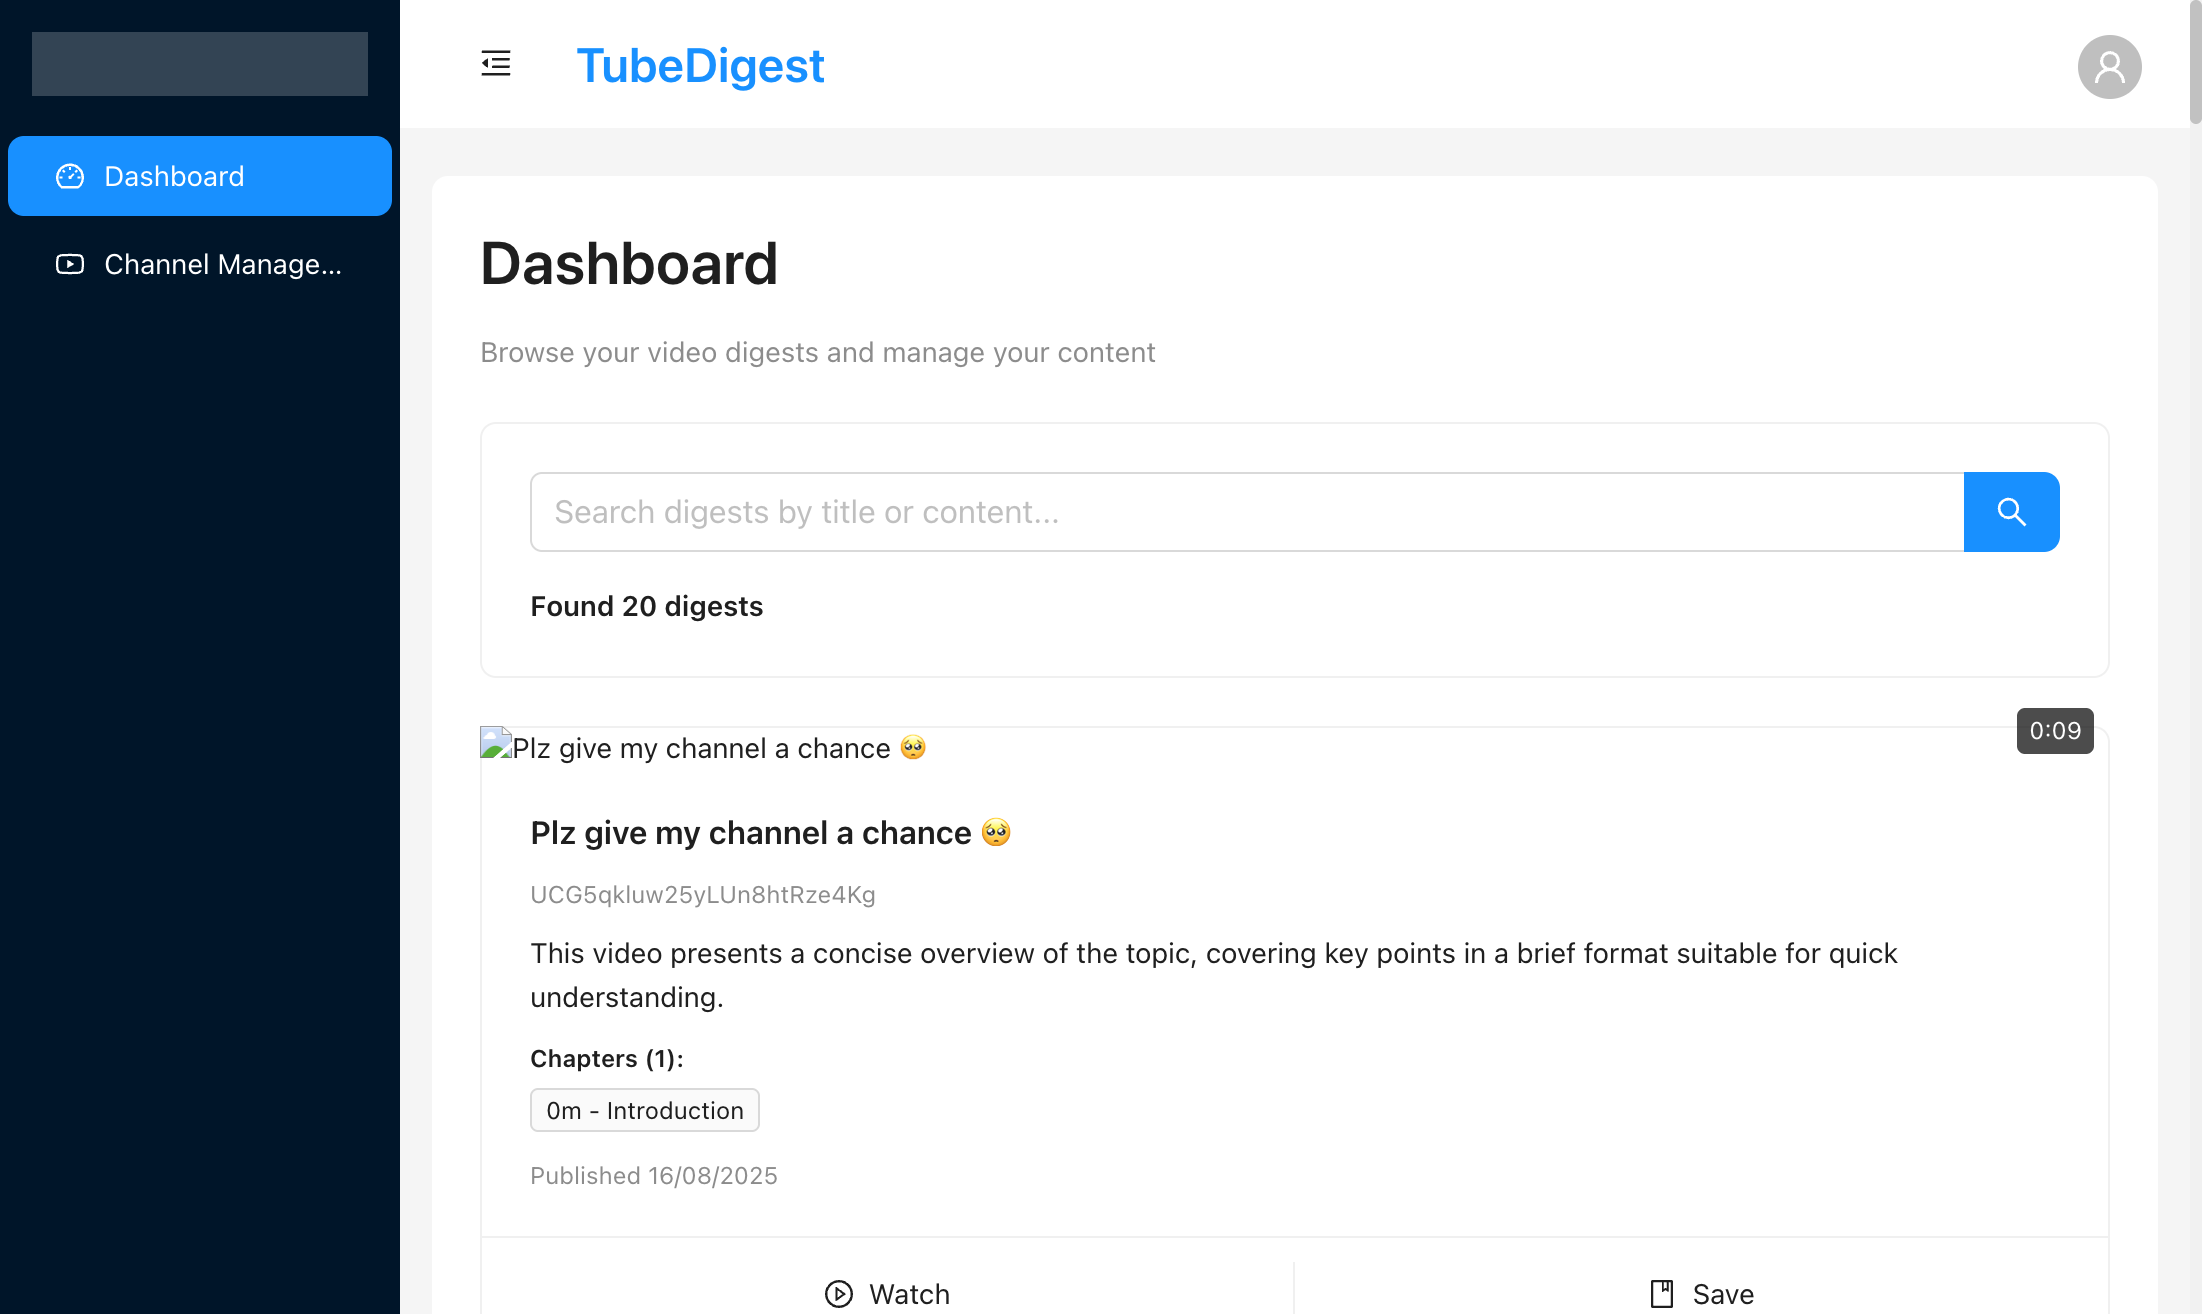 TubeDigest
Dashboard
Channel Manage...
Dashboard
Browse your video digests and manage your content
Search digests by title or content...
Found 20 digests
0:09
Plz give my channel a chance 🥺
Plz give my channel a chance 🥺
UCG5qkluw25yLUn8htRze4Kg
This video presents a concise overview of the topic, covering key points in a brief format suitable for quick
understanding.
Chapters (1):
0m - Introduction
Published 16/08/2025
Watch
Save